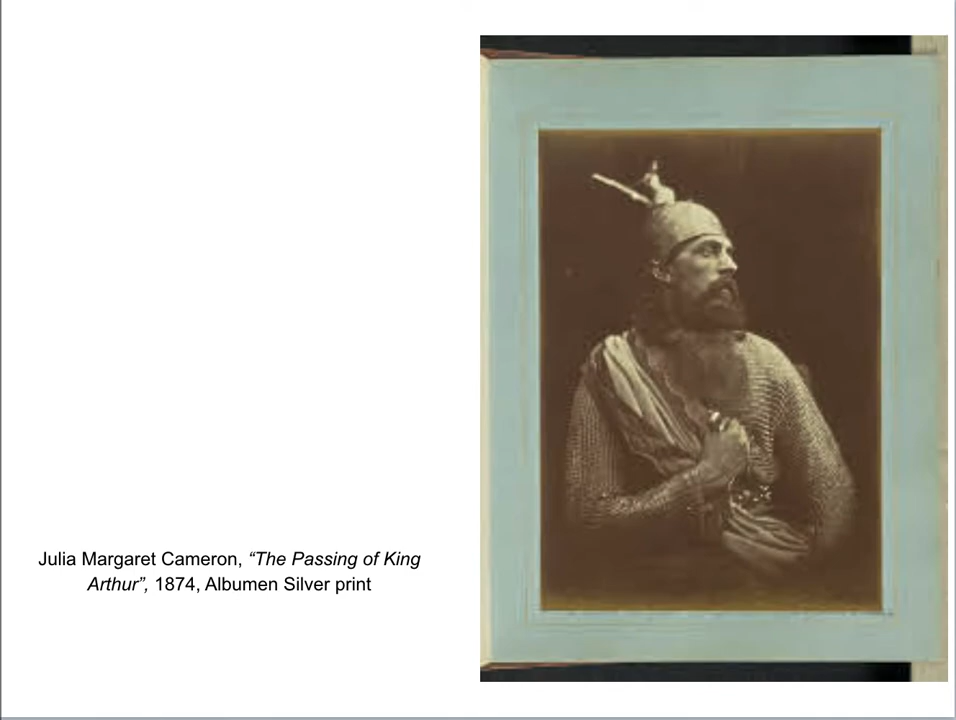 Julia Margaret Cameron, “The Passing of King
Arthur”, 1874, Albumen Silver print